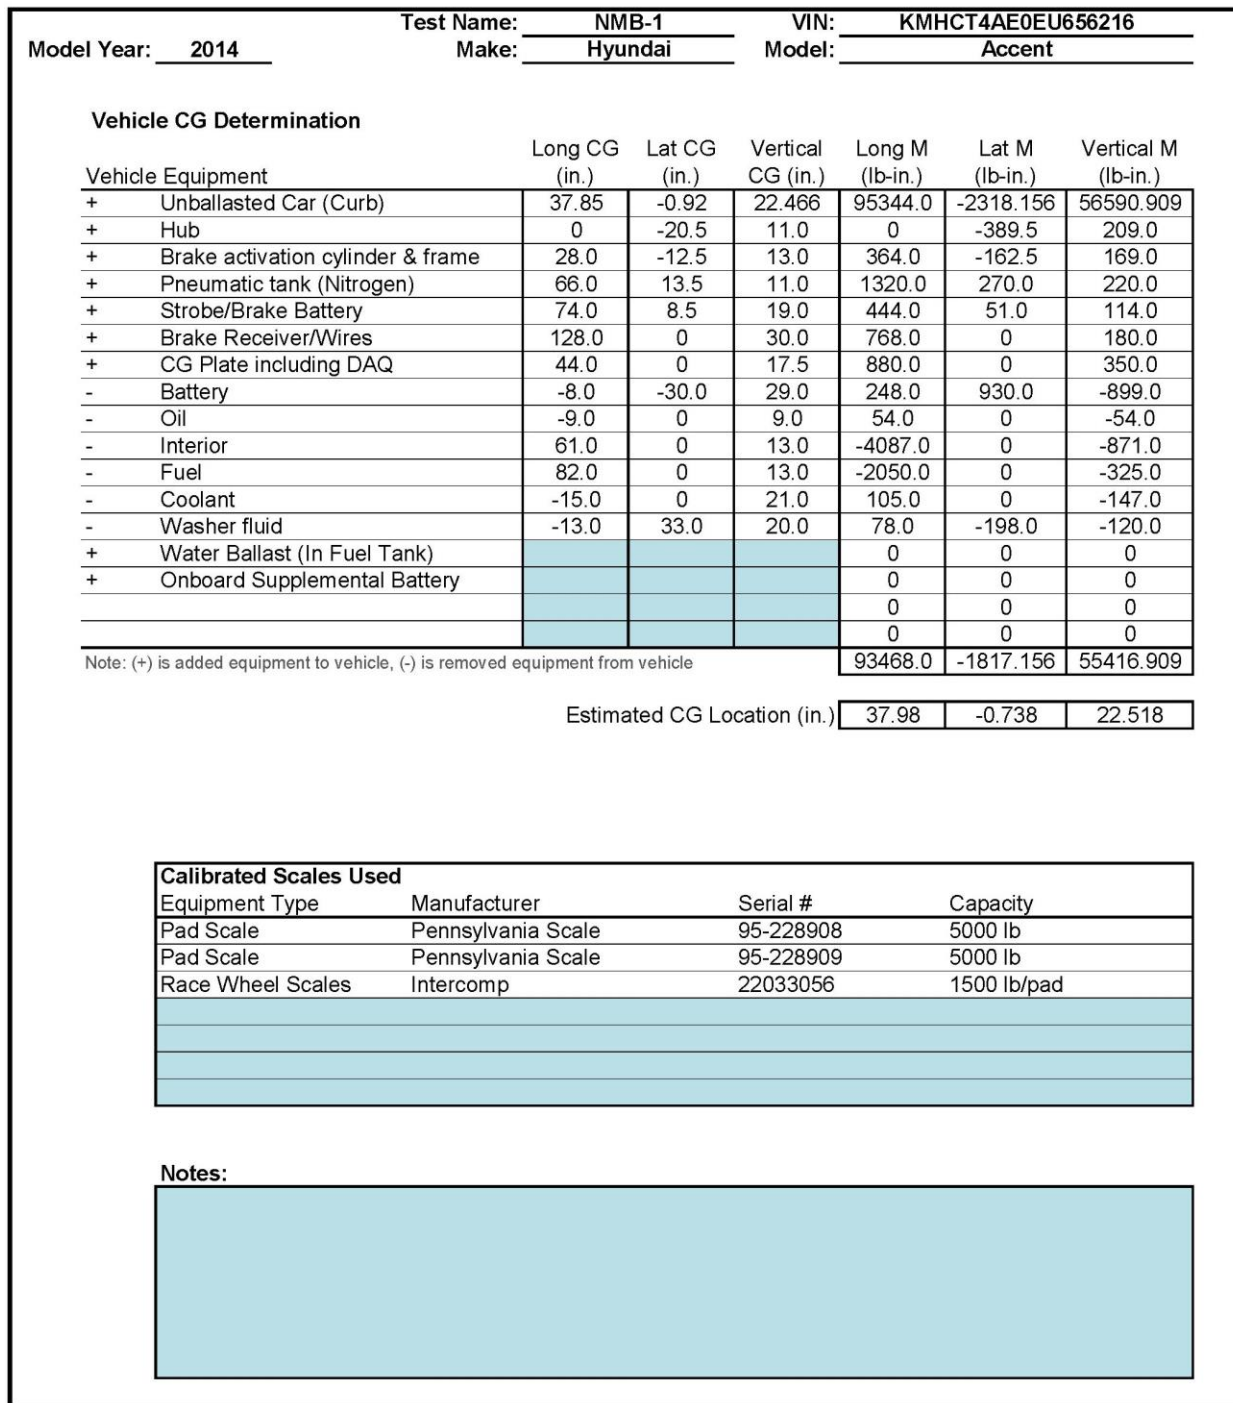 Test Name: NMB-1 VIN: KMHCT4AE0EU656216
Model Year: 2014 Make: Hyundai Model: Accent
Vehicle CG Determination
Long CG Lat CG Vertical Long M Lat M Vertical M
Vehicle Equipment (in.) (in.) CG (in.) (lb-in.) (lb-in.) (lb-in.)
+ Unballasted Car (Curb) 37.85 -0.92 22.466 95344.0 -2318.156 56590.909
+ Hub 0 -20.5 11.0 0 -389.5 209.0
+ Brake activation cylinder & frame 28.0 -12.5 13.0 364.0 -162.5 169.0
+ Pneumatic tank (Nitrogen) 66.0 13.5 11.0 1320.0 270.0 220.0
+ Strobe/Brake Battery 74.0 8.5 19.0 444.0 51.0 114.0
+ Brake Receiver/Wires 128.0 0 30.0 768.0 0 180.0
+ CG Plate including DAQ 44.0 0 17.5 880.0 0 350.0
- Battery -8.0 -30.0 29.0 248.0 930.0 -899.0
- Oil -9.0 0 9.0 54.0 0 -54.0
- Interior 61.0 0 13.0 -4087.0 0 -871.0
- Fuel 82.0 0 13.0 -2050.0 0 -325.0
- Coolant -15.0 0 21.0 105.0 0 -147.0
- Washer fluid -13.0 33.0 20.0 78.0 -198.0 -120.0
+ Water Ballast (In Fuel Tank) 0 0 0
+ Onboard Supplemental Battery 0 0 0
0 0 0
0 0 0
Note: (+) is added equipment to vehicle, (-) is removed equipment from vehicle 93468.0 -1817.156 55416.909
Estimated CG Location (in.) 37.98 -0.738 22.518
Calibrated Scales Used
Equipment Type Manufacturer Serial # Capacity
Pad Scale Pennsylvania Scale 95-228908 5000 lb
Pad Scale Pennsylvania Scale 95-228909 5000 lb
Race Wheel Scales Intercomp 22033056 1500 lb/pad
Notes: